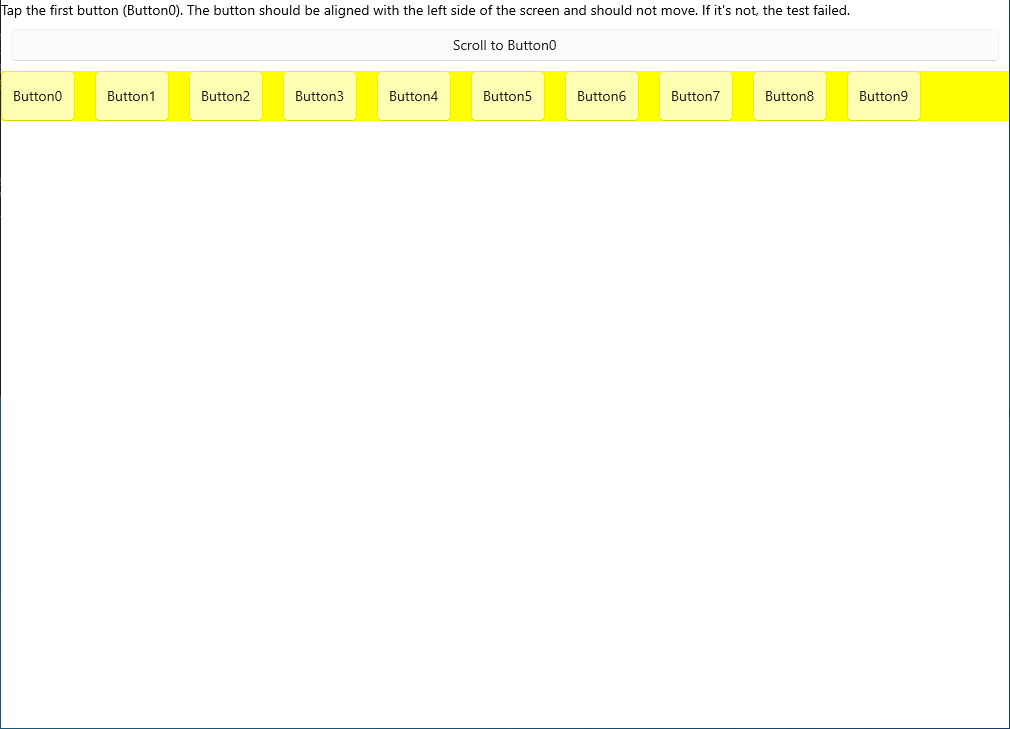 Tap the first button (Button0). The button should be aligned with the left side of the screen and should not move. If it's not, the test failed.
Scroll to Button0
Button0 Button1 Button2 Button3 Button4 Button5 Button6 Button7 Button8 Button9